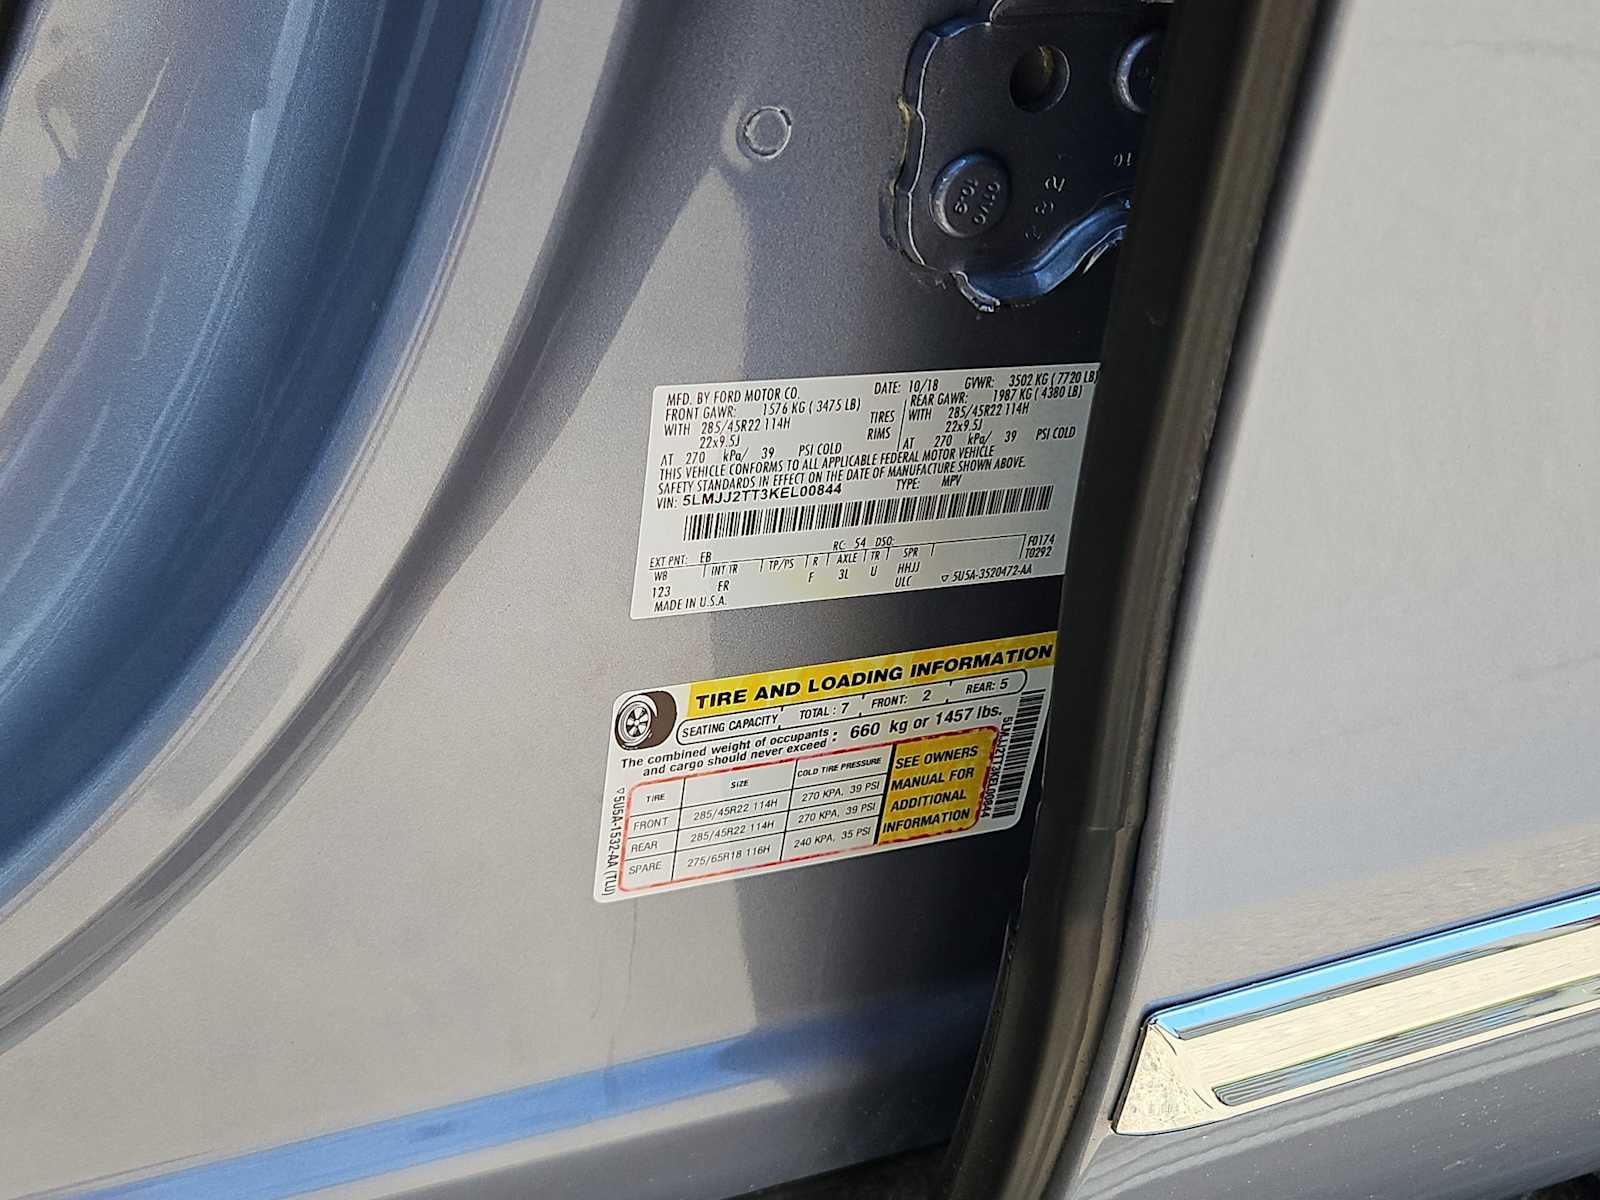 MFD. BY FORD MOTOR CO. DATE: 10/18 GVWR: 3502 KG ( 7720 LB)
FRONT GAWR: 1576 KG ( 3475 LB) REAR GAWR: 1987 KG ( 4380 LB)
WITH 285/45R22 114H TIRES WITH 285/45R22 114H
22x9.5J RIMS 22x9.5J
AT 270 kPa/ 39 PSI COLD AT 270 kPa/ 39 PSI COLD
THIS VEHICLE CONFORMS TO ALL APPLICABLE FEDERAL MOTOR VEHICLE
SAFETY STANDARDS IN EFFECT ON THE DATE OF MANUFACTURE SHOWN ABOVE.
VIN: 5LMJJ2TT3KEL00844 TYPE: MPV
EXT PNT: EB RC: 54 DSO: F0174
WB INT TR TP/PS R AXLE TR SPR T0292
123 ER F 3L U HHJJ
ULC ▽ 5U5A-3520472-AA
MADE IN U.S.A.
TIRE AND LOADING INFORMATION
SEATING CAPACITY TOTAL : 7 FRONT: 2 REAR: 5
The combined weight of occupants
and cargo should never exceed : 660 kg or 1457 lbs.
TIRE SIZE COLD TIRE PRESSURE
FRONT 285/45R22 114H 270 KPA, 39 PSI
REAR 285/45R22 114H 270 KPA, 39 PSI
SPARE 275/65R18 116H 240 KPA, 35 PSI
SEE OWNERS
MANUAL FOR
ADDITIONAL
INFORMATION
5LMJJ2TT3KEL00844
▽5U5A-1532-AA (TLU)